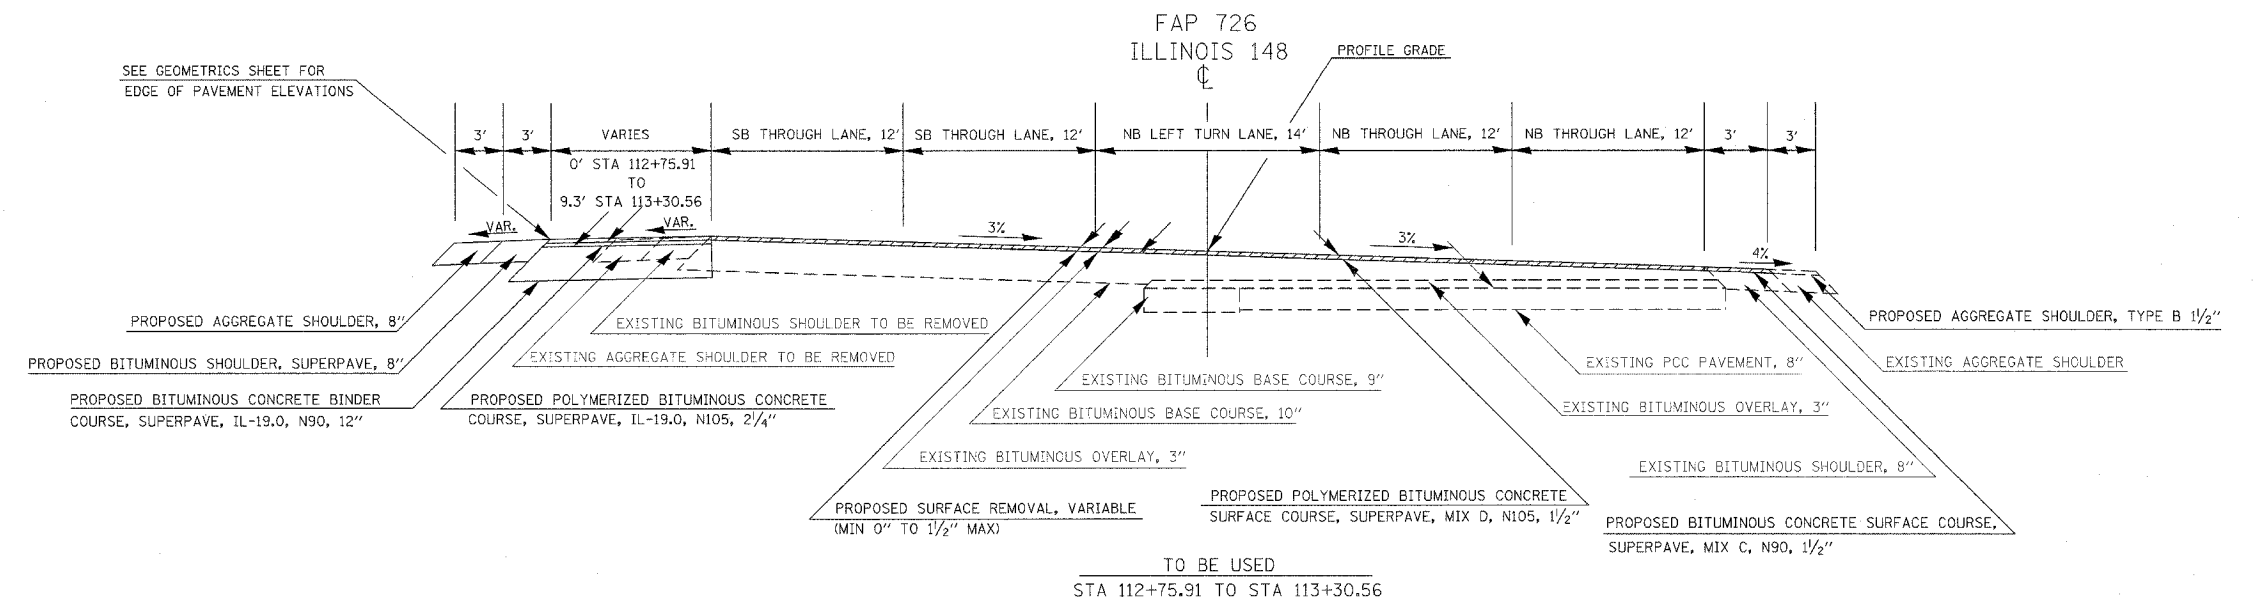 FAP 726
ILLINOIS 148
℄
PROFILE GRADE
SEE GEOMETRICS SHEET FOR
EDGE OF PAVEMENT ELEVATIONS
3'
3'
VARIES
SB THROUGH LANE, 12'
SB THROUGH LANE, 12'
NB LEFT TURN LANE, 14'
NB THROUGH LANE, 12'
NB THROUGH LANE, 12'
3'
3'
0' STA 112+75.91
TO
9.3' STA 113+30.56
VAR.
VAR.
3%
3%
4%
PROPOSED AGGREGATE SHOULDER, 8"
EXISTING BITUMINOUS SHOULDER TO BE REMOVED
PROPOSED AGGREGATE SHOULDER, TYPE B 1½"
PROPOSED BITUMINOUS SHOULDER, SUPERPAVE, 8"
EXISTING AGGREGATE SHOULDER TO BE REMOVED
EXISTING PCC PAVEMENT, 8"
EXISTING AGGREGATE SHOULDER
EXISTING BITUMINOUS BASE COURSE, 9"
PROPOSED BITUMINOUS CONCRETE BINDER
COURSE, SUPERPAVE, IL-19.0, N90, 12"
PROPOSED POLYMERIZED BITUMINOUS CONCRETE
COURSE, SUPERPAVE, IL-19.0, N105, 2¼"
EXISTING BITUMINOUS BASE COURSE, 10"
EXISTING BITUMINOUS OVERLAY, 3"
EXISTING BITUMINOUS OVERLAY, 3"
EXISTING BITUMINOUS SHOULDER, 8"
PROPOSED SURFACE REMOVAL, VARIABLE
(MIN 0" TO 1½" MAX)
PROPOSED POLYMERIZED BITUMINOUS CONCRETE
SURFACE COURSE, SUPERPAVE, MIX D, N105, 1½"
PROPOSED BITUMINOUS CONCRETE SURFACE COURSE,
SUPERPAVE, MIX C, N90, 1½"
TO BE USED
STA 112+75.91 TO STA 113+30.56